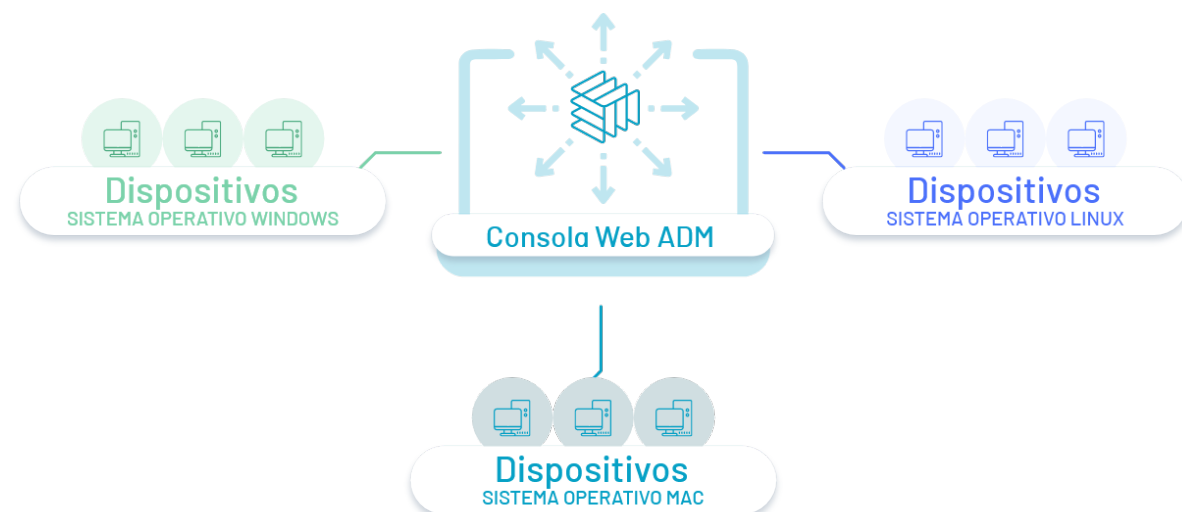 Dispositivos
SISTEMA OPERATIVO WINDOWS
Consola Web ADM
Dispositivos
SISTEMA OPERATIVO LINUX
Dispositivos
SISTEMA OPERATIVO MAC